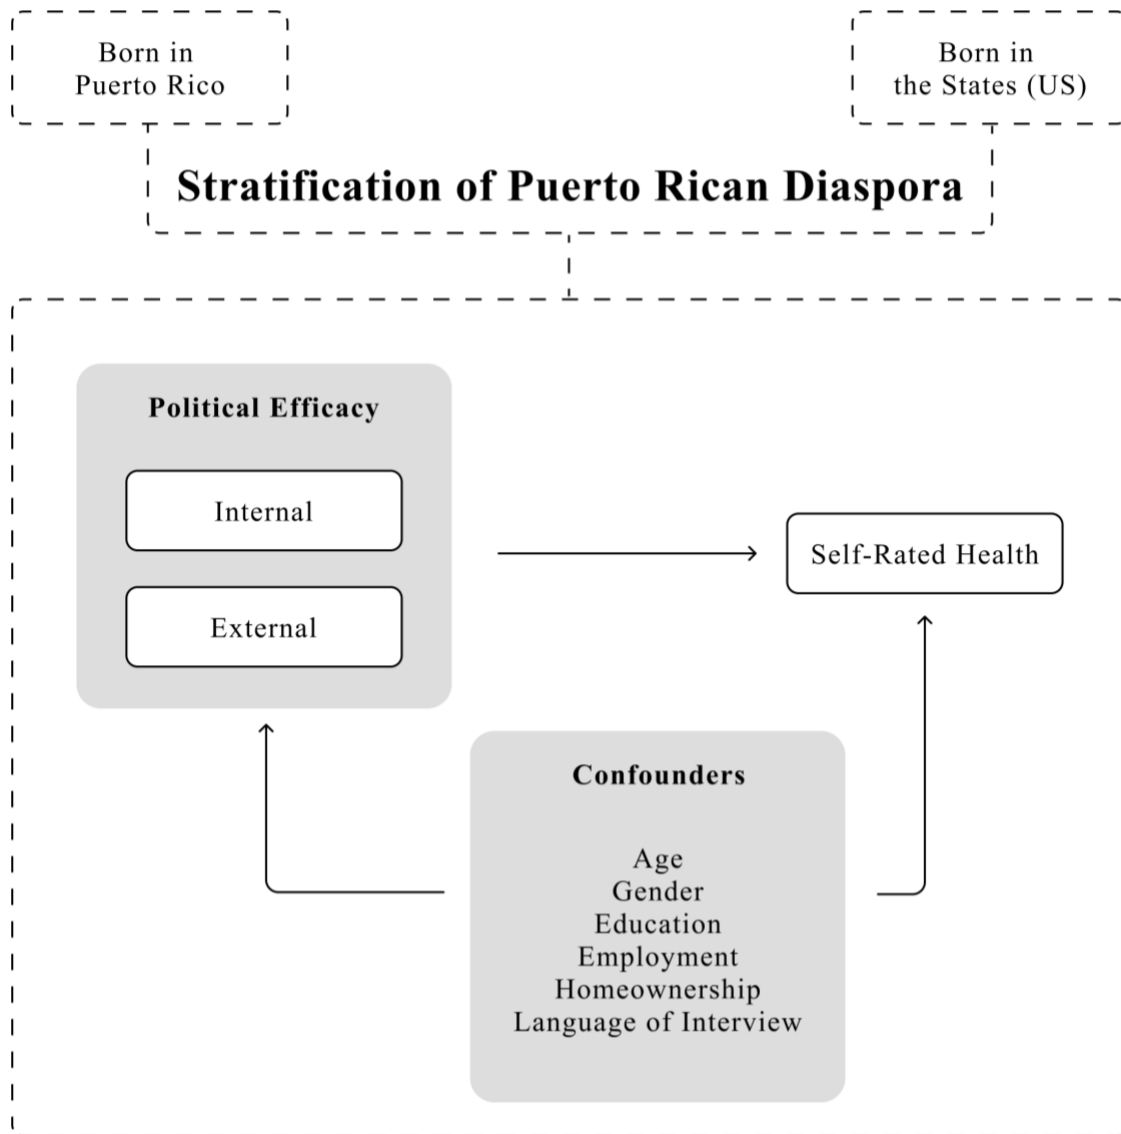 Born in
Puerto Rico
Born in
the States (US)
Stratification of Puerto Rican Diaspora
Political Efficacy
Internal
External
Self-Rated Health
Confounders
Age
Gender
Education
Employment
Homeownership
Language of Interview